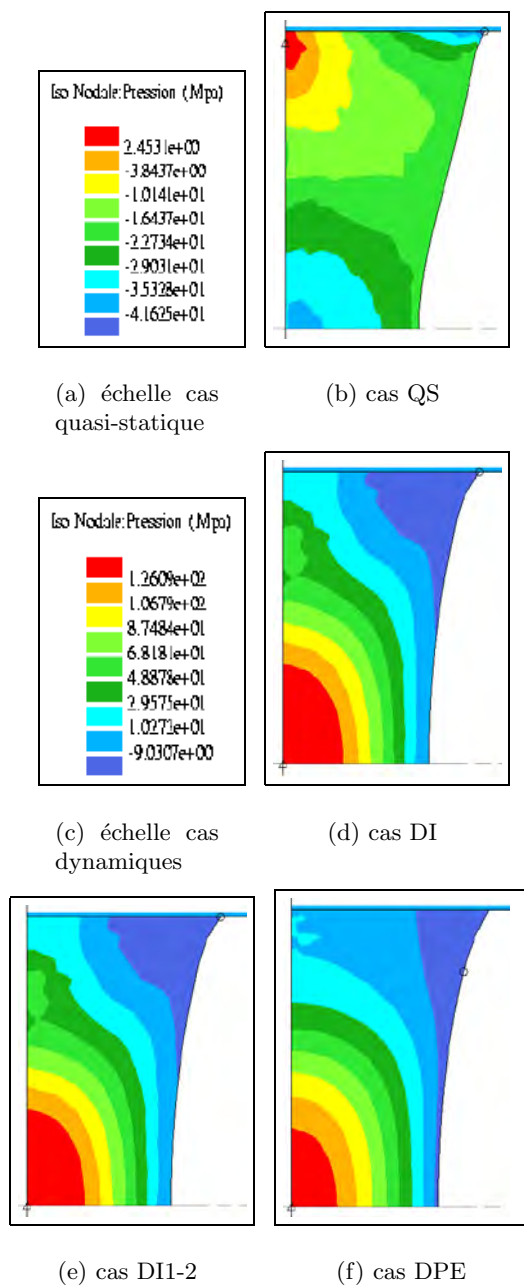 Iso Nodale:Pression (Mpa)
2.4531e+00
-3.8437e+00
-1.0141e+01
-1.6437e+01
-2.2734e+01
-2.9031e+01
-3.5328e+01
-4.1625e+01
(a) échelle cas quasi-statique
(b) cas QS
Iso Nodale:Pression (Mpa)
1.2609e+02
1.0679e+02
8.7484e+01
6.8181e+01
4.8878e+01
2.9575e+01
1.0272e+01
-9.0307e+00
(c) échelle cas dynamiques
(d) cas DI
(e) cas DI1-2
(f) cas DPE